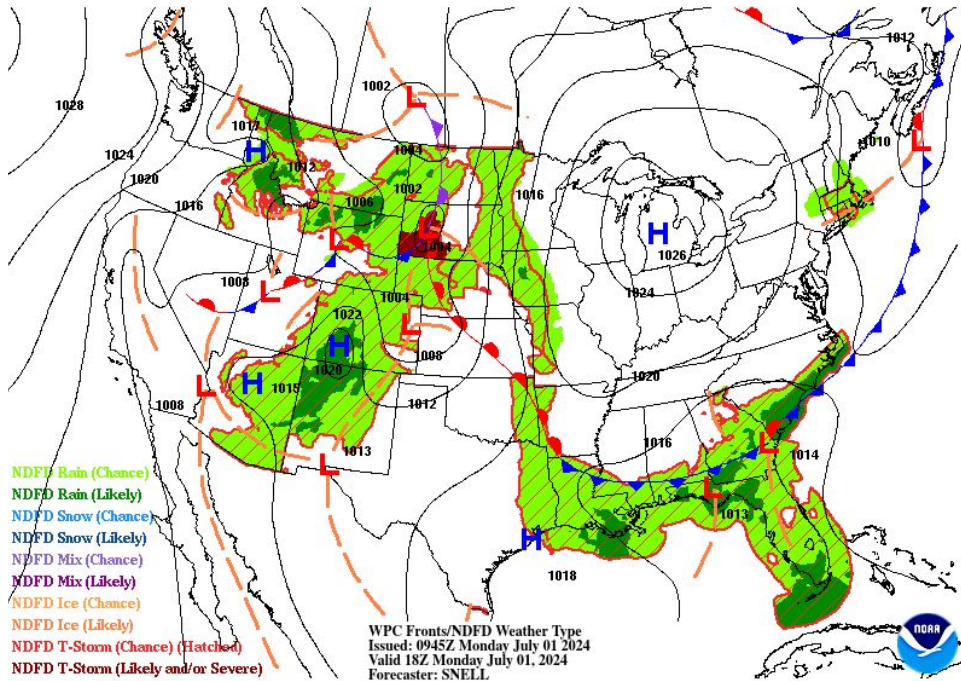 1012
1028
1002
1017
1010
1004
1024
1012
1002
1020
1016
1006
1016
H
L
H
L
H
1026
L
1004
L
1008
L
1024
1004
1022
L
H
1008
1020
H
1015
L
1020
1008
1012
1016
1013
L
L
1014
L
1013
H
1018
NDFD Rain (Chance)
NDFD Rain (Likely)
NDFD Snow (Chance)
NDFD Snow (Likely)
NDFD Mix (Chance)
NDFD Mix (Likely)
NDFD Ice (Chance)
NDFD Ice (Likely)
NDFD T-Storm (Chance) (Hatched)
NDFD T-Storm (Likely and/or Severe)
WPC Fronts/NDFD Weather Type
Issued: 0945Z Monday July 01 2024
Valid 18Z Monday July 01, 2024
Forecaster: SNELL
NOAA